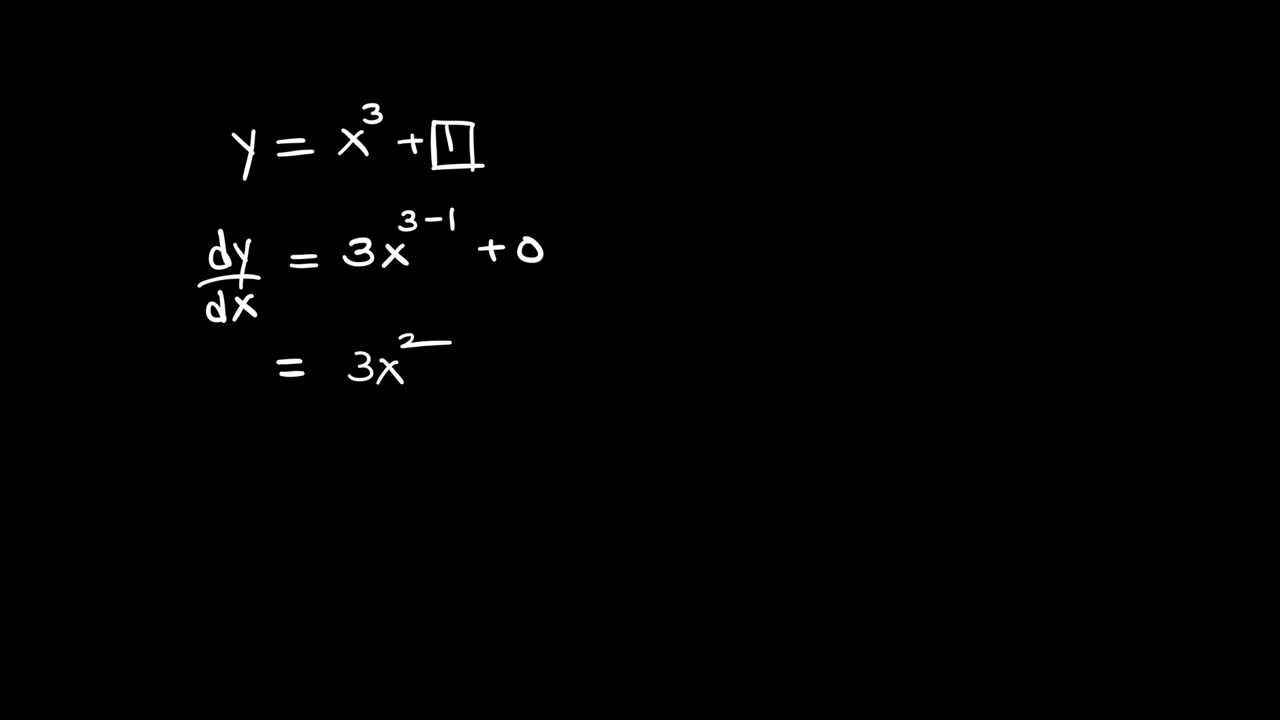 y = x³ + 1
dy/dx = 3x³⁻¹ + 0
= 3x²